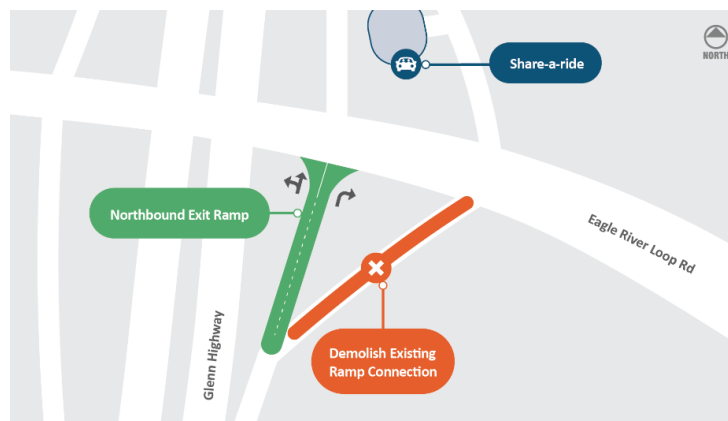 NORTH
Share-a-ride
Northbound Exit Ramp
Eagle River Loop Rd
Glenn Highway
Demolish Existing
Ramp Connection